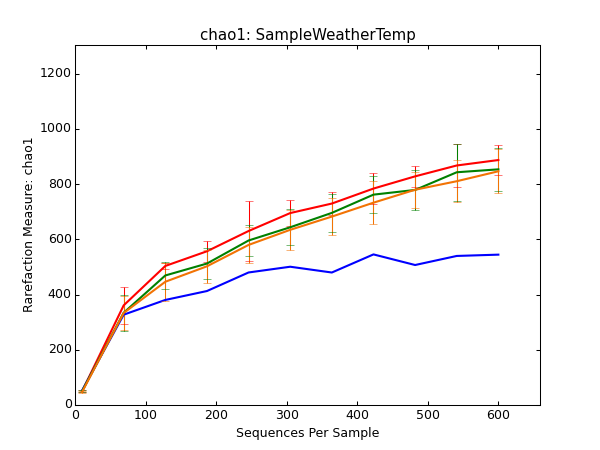 chao1: SampleWeatherTemp
Rarefaction Measure: chao1
1200
1000
800
600
400
200
0
0 100 200 300 400 500 600
Sequences Per Sample